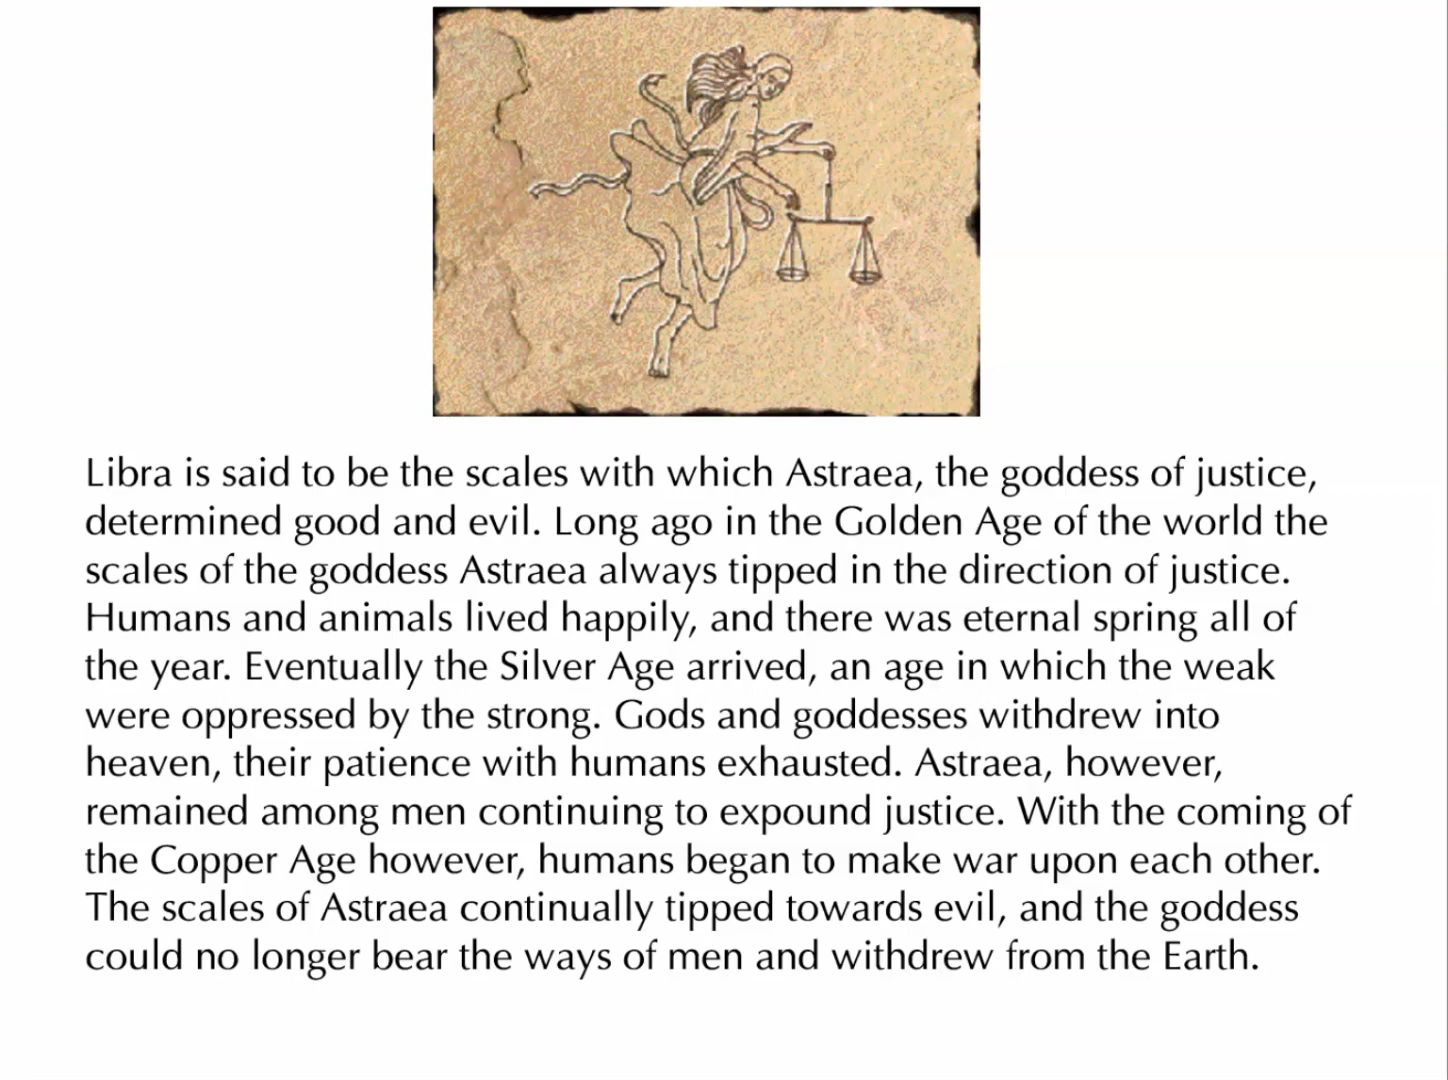 Libra is said to be the scales with which Astraea, the goddess of justice,
determined good and evil. Long ago in the Golden Age of the world the
scales of the goddess Astraea always tipped in the direction of justice.
Humans and animals lived happily, and there was eternal spring all of
the year. Eventually the Silver Age arrived, an age in which the weak
were oppressed by the strong. Gods and goddesses withdrew into
heaven, their patience with humans exhausted. Astraea, however,
remained among men continuing to expound justice. With the coming of
the Copper Age however, humans began to make war upon each other.
The scales of Astraea continually tipped towards evil, and the goddess
could no longer bear the ways of men and withdrew from the Earth.